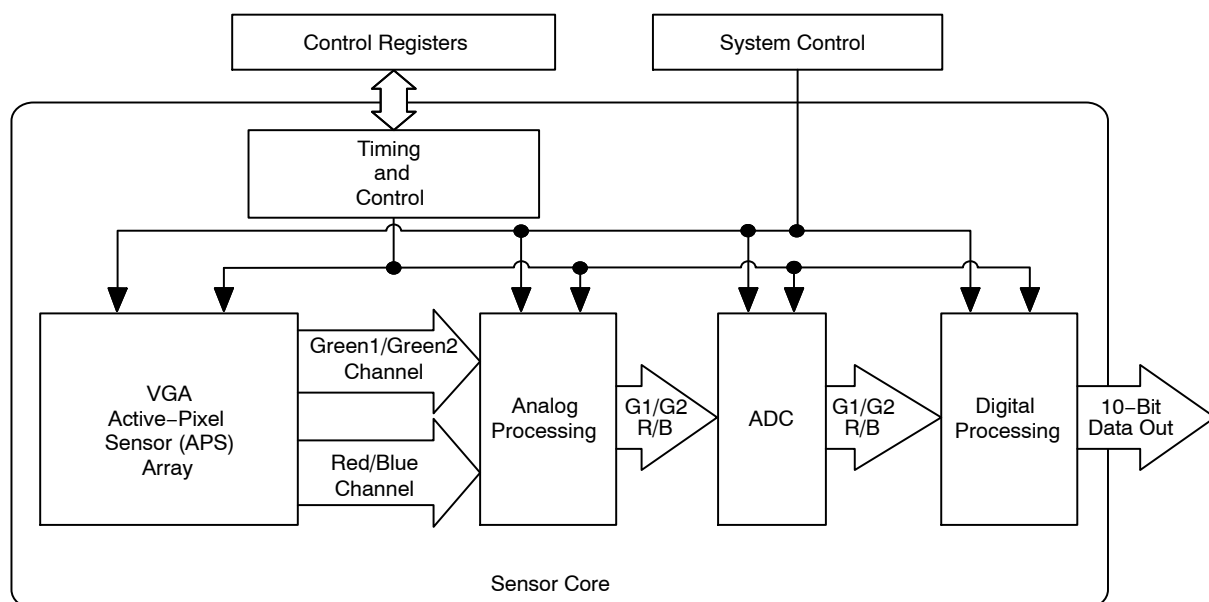 Control Registers
System Control
Timing
and
Control
VGA
Active−Pixel
Sensor (APS)
Array
Green1/Green2
Channel
Red/Blue
Channel
Analog
Processing
G1/G2
R/B
ADC
G1/G2
R/B
Digital
Processing
10−Bit
Data Out
Sensor Core